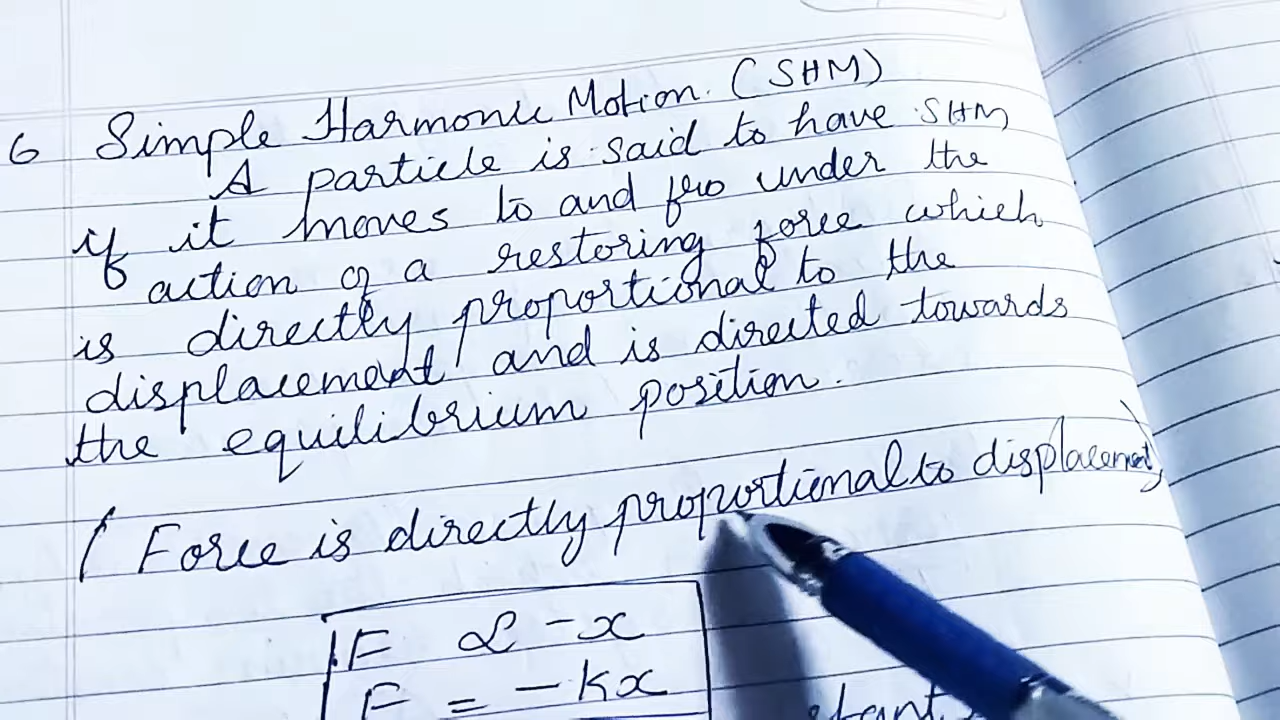 6 Simple Harmonic Motion. (SHM)
A particle is said to have SHM
if it moves to and fro under the
action of a restoring force which
is directly proportional to the
displacement and is directed towards
the equilibrium position.
( Force is directly proportional to displacement)
F ∝ -x
F = -kx